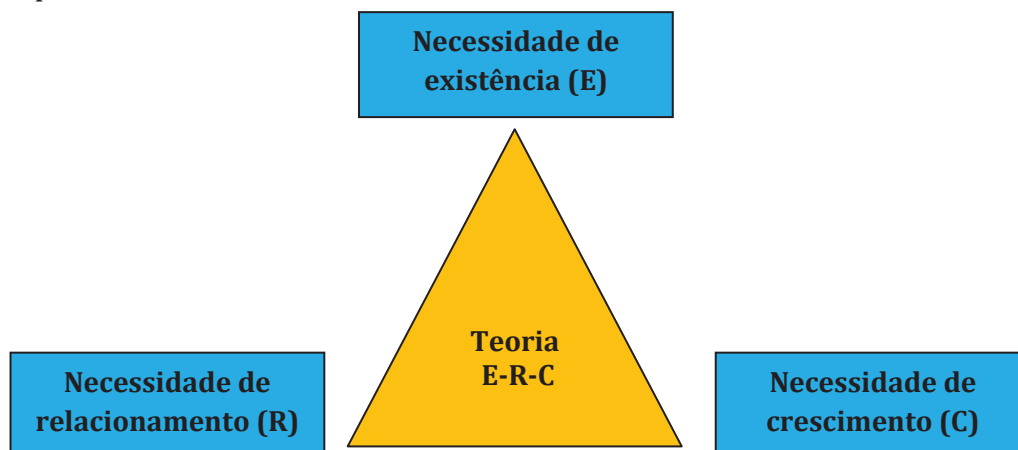 Necessidade de
existência (E)
Teoria
E-R-C
Necessidade de
relacionamento (R)
Necessidade de
crescimento (C)